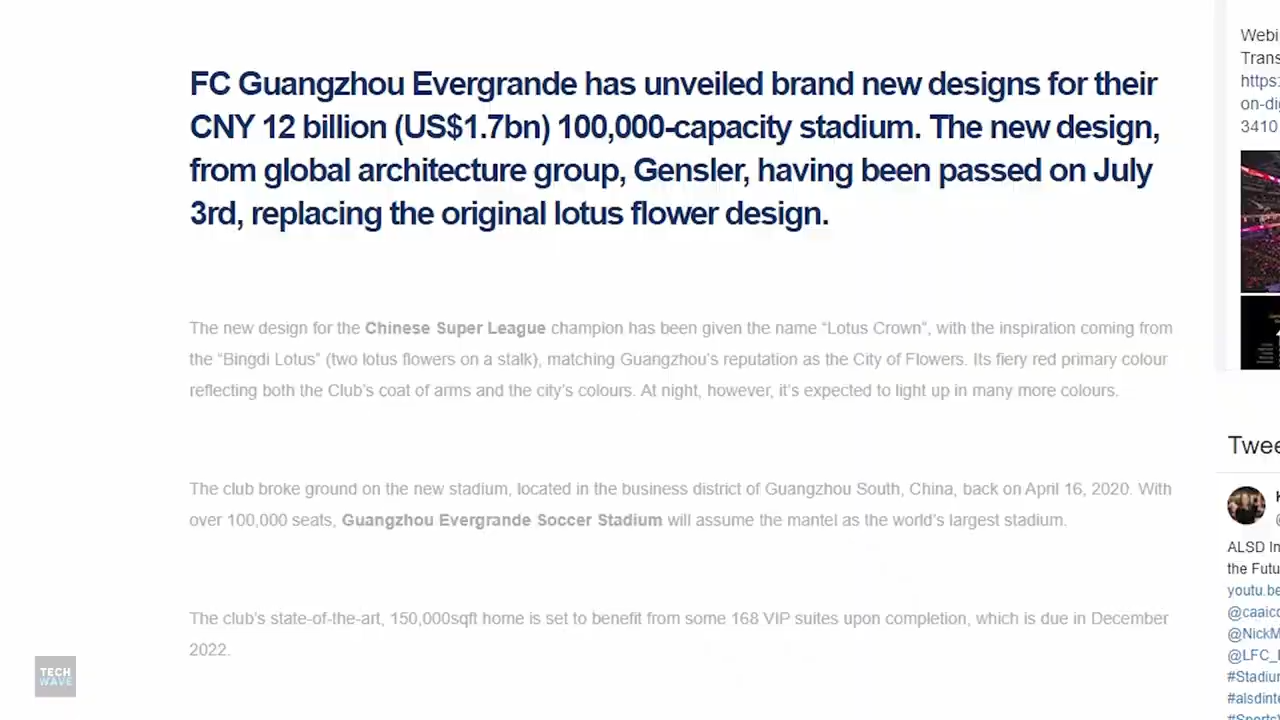 FC Guangzhou Evergrande has unveiled brand new designs for their
CNY 12 billion (US$1.7bn) 100,000-capacity stadium. The new design,
from global architecture group, Gensler, having been passed on July
3rd, replacing the original lotus flower design.
The new design for the Chinese Super League champion has been given the name “Lotus Crown”, with the inspiration coming from
the “Bingdi Lotus” (two lotus flowers on a stalk), matching Guangzhou’s reputation as the City of Flowers. Its fiery red primary colour
reflecting both the Club’s coat of arms and the city’s colours. At night, however, it’s expected to light up in many more colours.
The club broke ground on the new stadium, located in the business district of Guangzhou South, China, back on April 16, 2020. With
over 100,000 seats, Guangzhou Evergrande Soccer Stadium will assume the mantel as the world’s largest stadium.
The club’s state-of-the-art, 150,000sqft home is set to benefit from some 168 VIP suites upon completion, which is due in December
2022.
TECH
WAVE
Webi
Trans
https:
on-di
3410
Twee
ALSD In
the Futu
youtu.be
@caaic
@NickM
@LFC_
#Stadiu
#alsdinte